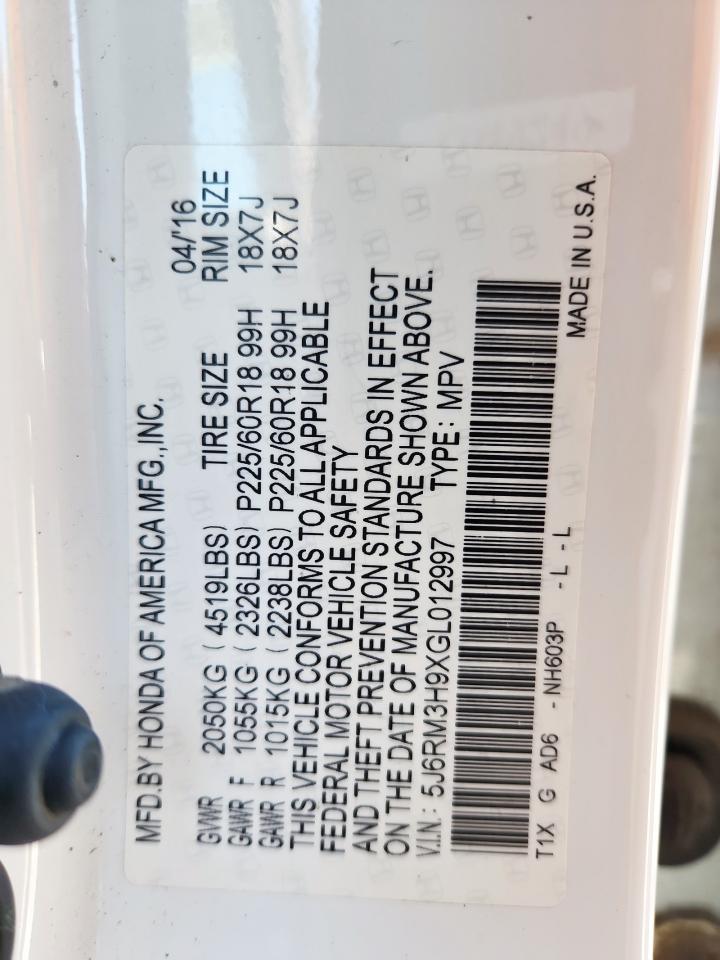 MFD.BY HONDA OF AMERICA MFG.,INC. 04/'16
GVWR 2050KG ( 4519LBS) TIRE SIZE RIM SIZE
GAWR F 1055KG ( 2326LBS) P225/60R18 99H 18X7J
GAWR R 1015KG ( 2238LBS) P225/60R18 99H 18X7J
THIS VEHICLE CONFORMS TO ALL APPLICABLE
FEDERAL MOTOR VEHICLE SAFETY
AND THEFT PREVENTION STANDARDS IN EFFECT
ON THE DATE OF MANUFACTURE SHOWN ABOVE.
V.I.N.: 5J6RM3H9XGL012997 TYPE: MPV
T1X G AD6 -NH603P -L -L MADE IN U.S.A.